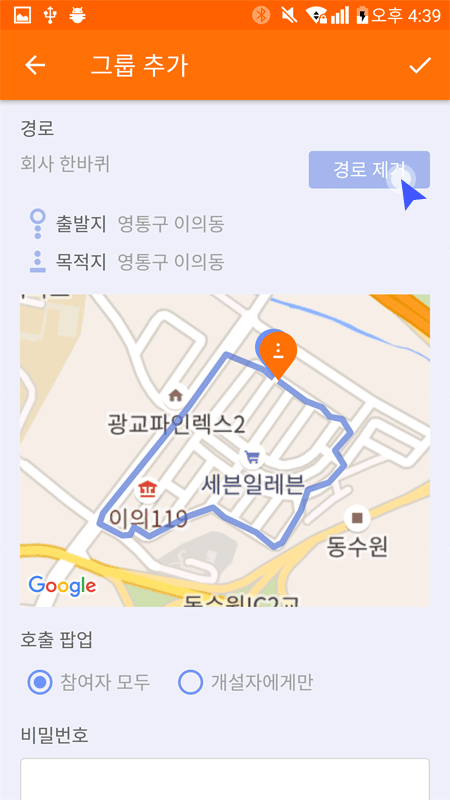 오후 4:39
그룹 추가
경로
회사 한바퀴
경로 제거
출발지 영통구 이의동
목적지 영통구 이의동
광교파인렉스2
세븐일레븐
이의119
동수원
Google
동수원IC2교
호출 팝업
참여자 모두 개설자에게만
비밀번호